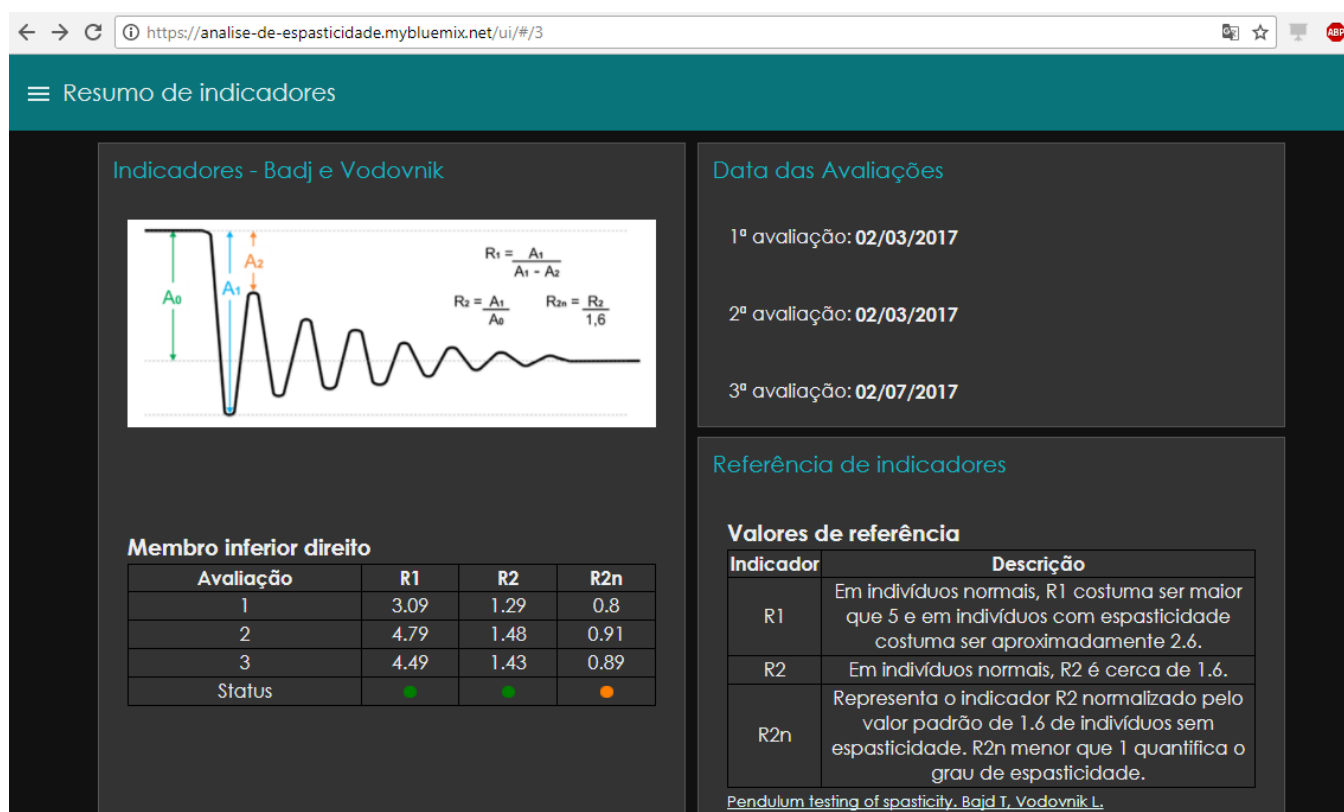 https://analise-de-espasticidade.mybluemix.net/ui/#/3
ABP
Resumo de indicadores
Indicadores - Badj e Vodovnik
A0
A1
A2
R1 = A1
A1 - A2
R2 = A1
A0
R2n = R2
1,6
Membro inferior direito
Avaliação R1 R2 R2n
1 3.09 1.29 0.8
2 4.79 1.48 0.91
3 4.49 1.43 0.89
Status
Data das Avaliações
1ª avaliação: 02/03/2017
2ª avaliação: 02/03/2017
3ª avaliação: 02/07/2017
Referência de indicadores
Valores de referência
Indicador Descrição
R1 Em indivíduos normais, R1 costuma ser maior
que 5 e em indivíduos com espasticidade
costuma ser aproximadamente 2.6.
R2 Em indivíduos normais, R2 é cerca de 1.6.
R2n Representa o indicador R2 normalizado pelo
valor padrão de 1.6 de indivíduos sem
espasticidade. R2n menor que 1 quantifica o
grau de espasticidade.
Pendulum testing of spasticity. Bajd T, Vodovnik L.